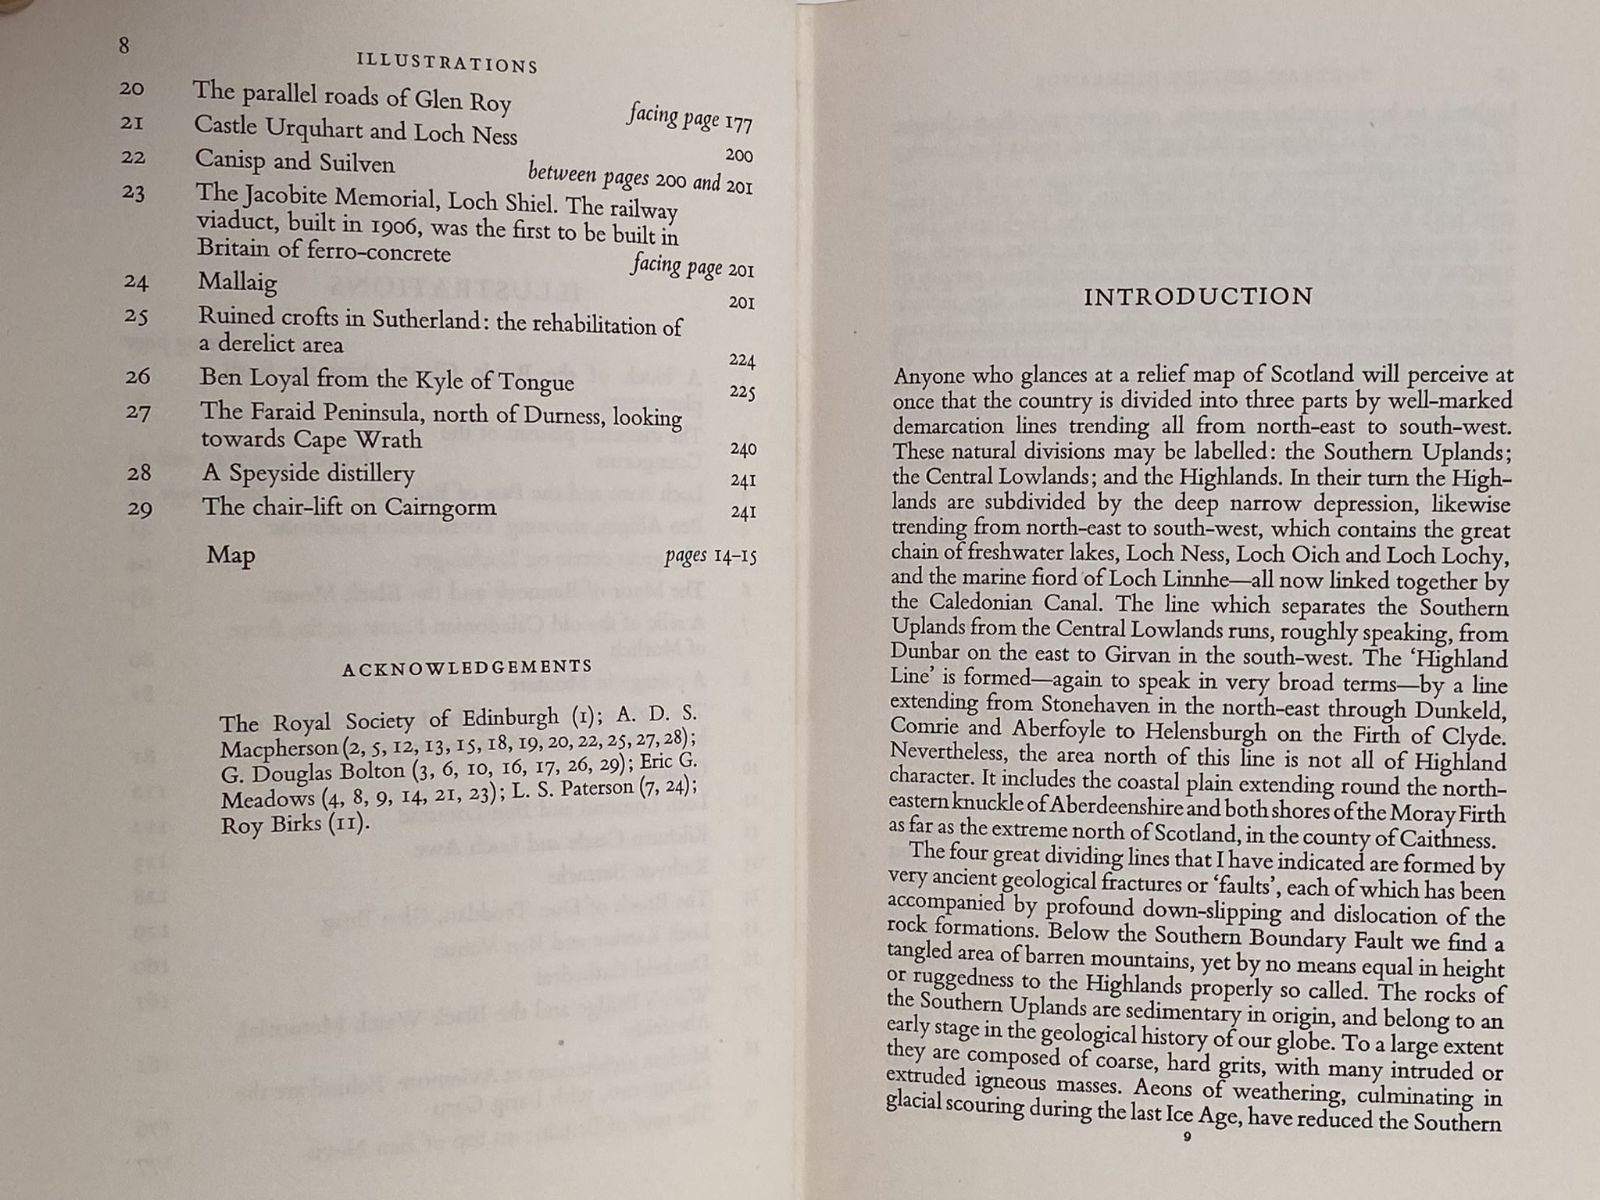 8
ILLUSTRATIONS
20 The parallel roads of Glen Roy facing page 177
21 Castle Urquhart and Loch Ness 200
22 Canisp and Suilven between pages 200 and 201
23 The Jacobite Memorial, Loch Shiel. The railway
viaduct, built in 1906, was the first to be built in
Britain of ferro-concrete facing page 201
24 Mallaig 201
25 Ruined crofts in Sutherland: the rehabilitation of
a derelict area 224
26 Ben Loyal from the Kyle of Tongue 225
27 The Faraid Peninsula, north of Durness, looking
towards Cape Wrath 240
28 A Speyside distillery 241
29 The chair-lift on Cairngorm 241
Map pages 14–15
ACKNOWLEDGEMENTS
The Royal Society of Edinburgh (1); A. D. S.
Macpherson (2, 5, 12, 13, 15, 18, 19, 20, 22, 25, 27, 28);
G. Douglas Bolton (3, 6, 10, 16, 17, 26, 29); Eric G.
Meadows (4, 8, 9, 14, 21, 23); L. S. Paterson (7, 24);
Roy Birks (11).
INTRODUCTION
Anyone who glances at a relief map of Scotland will perceive at
once that the country is divided into three parts by well-marked
demarcation lines trending all from north-east to south-west.
These natural divisions may be labelled: the Southern Uplands;
the Central Lowlands; and the Highlands. In their turn the High-
lands are subdivided by the deep narrow depression, likewise
trending from north-east to south-west, which contains the great
chain of freshwater lakes, Loch Ness, Loch Oich and Loch Lochy,
and the marine fiord of Loch Linnhe—all now linked together by
the Caledonian Canal. The line which separates the Southern
Uplands from the Central Lowlands runs, roughly speaking, from
Dunbar on the east to Girvan in the south-west. The ‘Highland
Line’ is formed—again to speak in very broad terms—by a line
extending from Stonehaven in the north-east through Dunkeld,
Comrie and Aberfoyle to Helensburgh on the Firth of Clyde.
Nevertheless, the area north of this line is not all of Highland
character. It includes the coastal plain extending round the north-
eastern knuckle of Aberdeenshire and both shores of the Moray Firth
as far as the extreme north of Scotland, in the county of Caithness.
The four great dividing lines that I have indicated are formed by
very ancient geological fractures or ‘faults’, each of which has been
accompanied by profound down-slipping and dislocation of the
rock formations. Below the Southern Boundary Fault we find a
tangled area of barren mountains, yet by no means equal in height
or ruggedness to the Highlands properly so called. The rocks of
the Southern Uplands are sedimentary in origin, and belong to an
early stage in the geological history of our globe. To a large extent
they are composed of coarse, hard grits, with many intruded or
extruded igneous masses. Aeons of weathering, culminating in
glacial scouring during the last Ice Age, have reduced the Southern
9